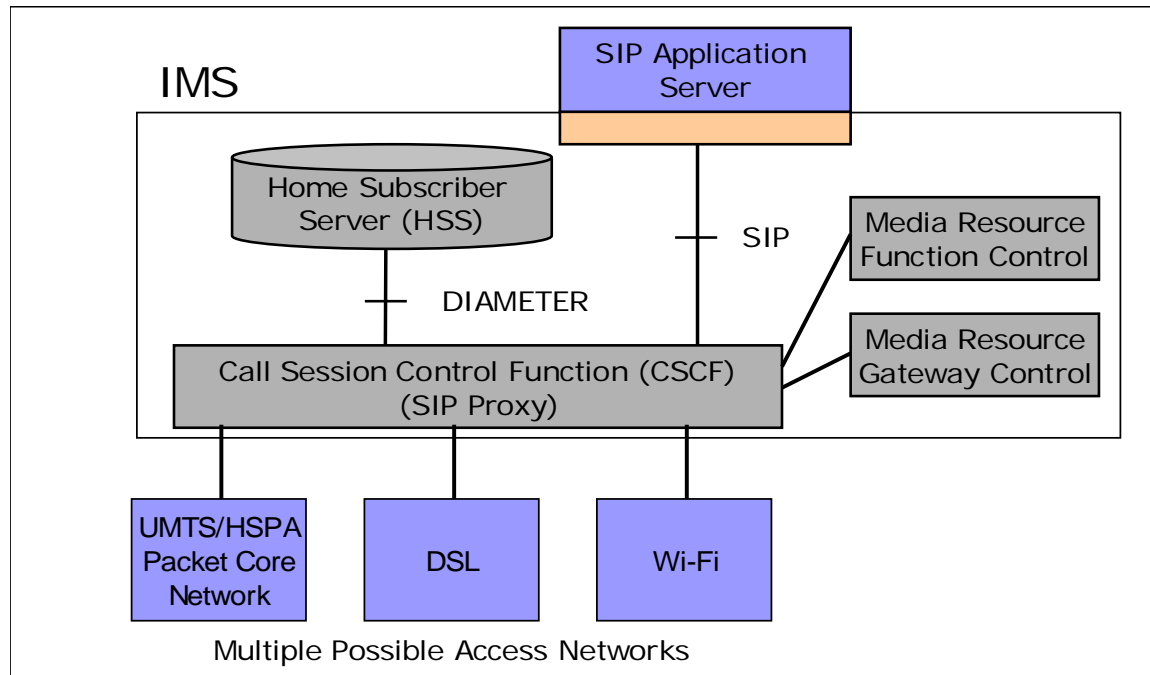 IMS
SIP Application
Server
Home Subscriber
Server (HSS)
SIP
Media Resource
Function Control
DIAMETER
Media Resource
Gateway Control
Call Session Control Function (CSCF)
(SIP Proxy)
UMTS/HSPA
Packet Core
Network
DSL
Wi-Fi
Multiple Possible Access Networks